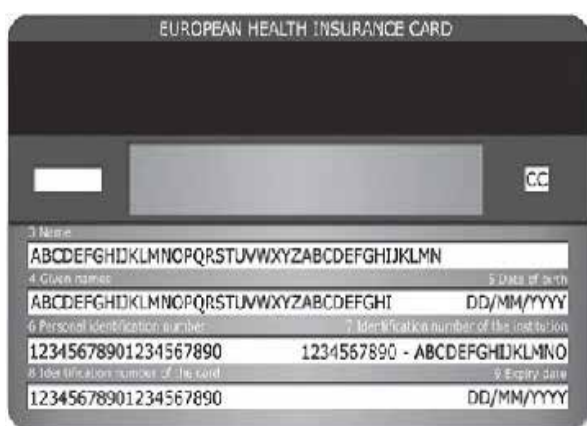 EUROPEAN HEALTH INSURANCE CARD
CC
3 Name
ABCDEFGHIJKLMNOPQRSTUVWXYZABCDEFGHIJKLMN
4 Given names 5 Date of birth
ABCDEFGHIJKLMNOPQRSTUVWXYZABCDEFGHI DD/MM/YYYY
6 Personal identification number 7 Identification number of the institution
12345678901234567890 1234567890 - ABCDEFGHIJKLMNO
8 Identification number of the card 9 Expiry date
12345678901234567890 DD/MM/YYYY